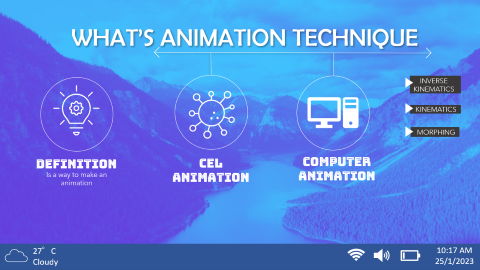 WHAT'S ANIMATION TECHNIQUE
DEFINITION
Is a way to make an
animation
CEL
ANIMATION
COMPUTER
ANIMATION
INVERSE
KINEMATICS
KINEMATICS
MORPHING
27° C
Cloudy
10:17 AM
25/1/2023